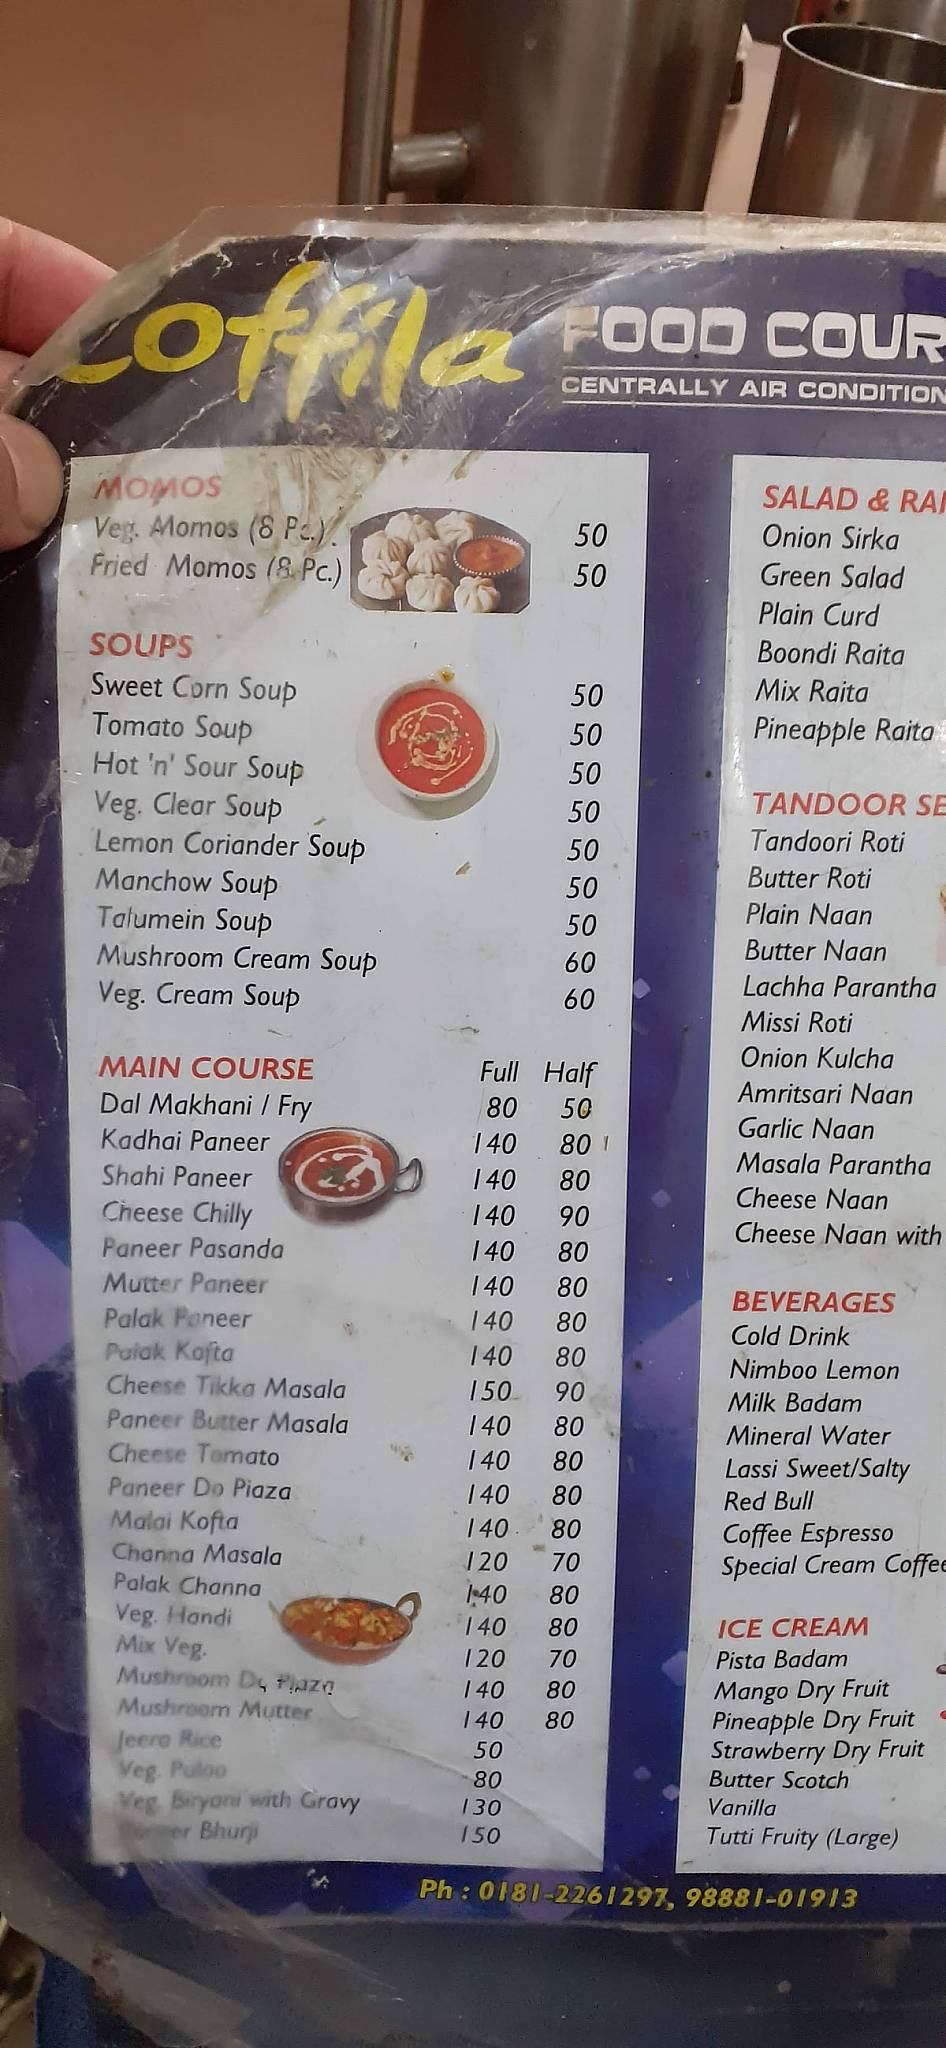 Coffila FOOD COUR
CENTRALLY AIR CONDITION
MOMOS
Veg. Momos (8 Pc.) 50
Fried Momos (8 Pc.) 50
SOUPS
Sweet Corn Soup 50
Tomato Soup 50
Hot 'n' Sour Soup 50
Veg. Clear Soup 50
Lemon Coriander Soup 50
Manchow Soup 50
Talumein Soup 50
Mushroom Cream Soup 60
Veg. Cream Soup 60
MAIN COURSE Full Half
Dal Makhani / Fry 80 50
Kadhai Paneer 140 80
Shahi Paneer 140 80
Cheese Chilly 140 90
Paneer Pasanda 140 80
Mutter Paneer 140 80
Palak Paneer 140 80
Palak Kofta 140 80
Cheese Tikka Masala 150 90
Paneer Butter Masala 140 80
Cheese Tomato 140 80
Paneer Do Piaza 140 80
Malai Kofta 140 80
Channa Masala 120 70
Palak Channa 140 80
Veg. Handi 140 80
Mix Veg. 120 70
Mushroom Do Piaza 140 80
Mushroom Mutter 140 80
Jeera Rice 50
Veg. Pulao 80
Veg. Biryani with Gravy 130
Bhurji 150
SALAD & RAI
Onion Sirka
Green Salad
Plain Curd
Boondi Raita
Mix Raita
Pineapple Raita
TANDOOR SE
Tandoori Roti
Butter Roti
Plain Naan
Butter Naan
Lachha Parantha
Missi Roti
Onion Kulcha
Amritsari Naan
Garlic Naan
Masala Parantha
Cheese Naan
Cheese Naan with
BEVERAGES
Cold Drink
Nimboo Lemon
Milk Badam
Mineral Water
Lassi Sweet/Salty
Red Bull
Coffee Espresso
Special Cream Coffee
ICE CREAM
Pista Badam
Mango Dry Fruit
Pineapple Dry Fruit
Strawberry Dry Fruit
Butter Scotch
Vanilla
Tutti Fruity (Large)
Ph : 0181-2261297, 98881-01913